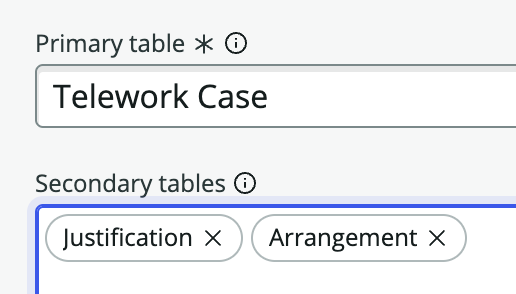 Primary table *
Telework Case
Secondary tables
Justification Arrangement